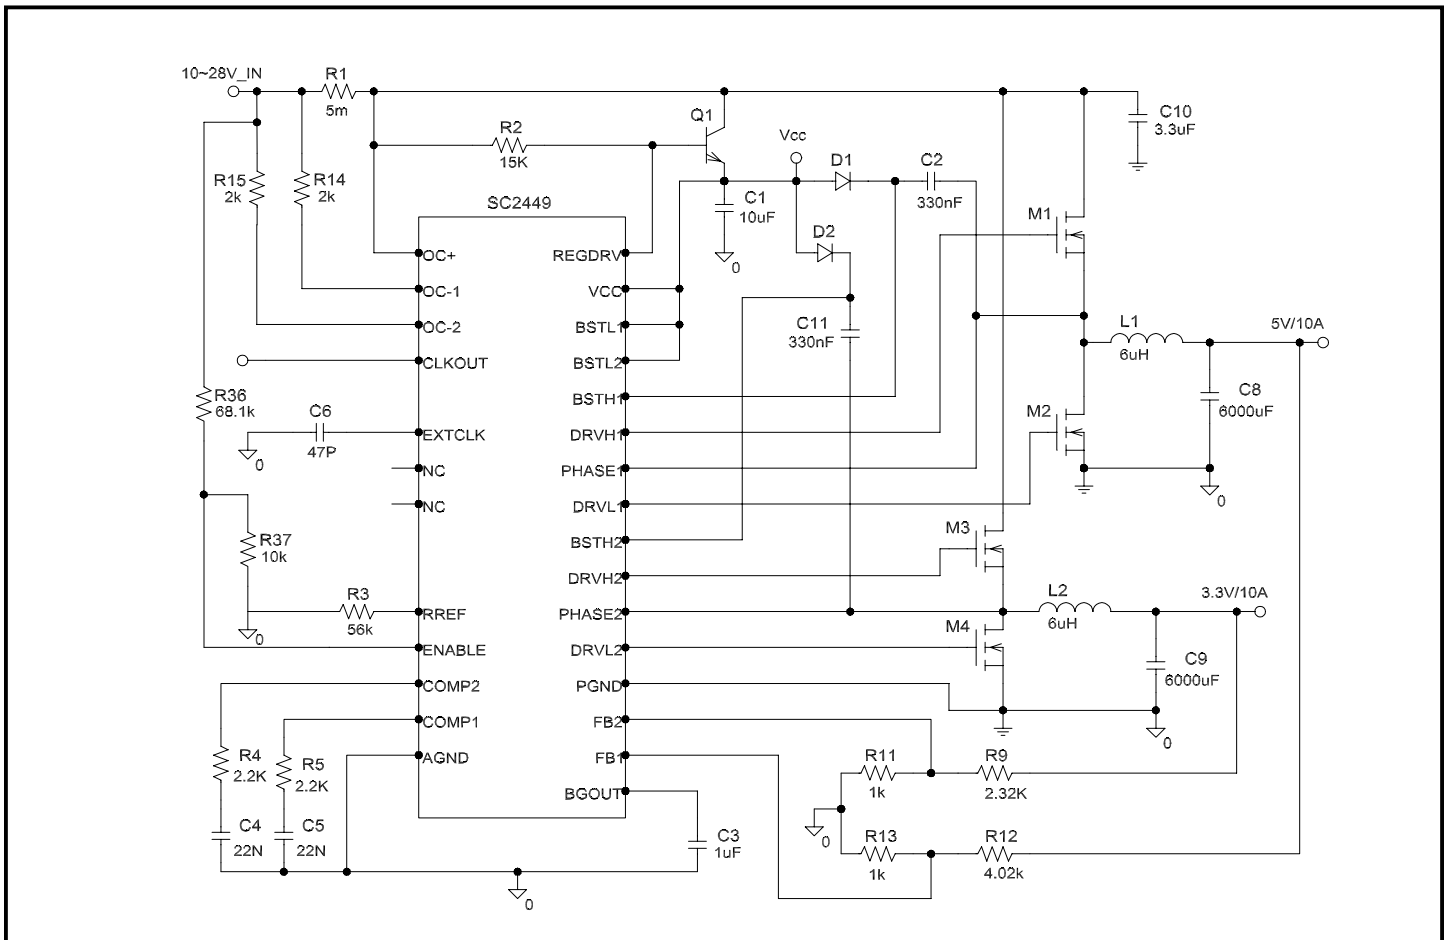 10~28V_IN
R1
5m
R2
15K
Q1
Vcc
D1
C2
330nF
C10
3.3uF
R15
2k
R14
2k
SC2449
C1
10uF
0
D2
M1
OC+
REGDRV
OC-1
VCC
OC-2
BSTL1
C11
330nF
L1
6uH
5V/10A
CLKOUT
BSTL2
R36
68.1k
BSTH1
C8
6000uF
C6
47P
0
EXTCLK
DRVH1
M2
NC
PHASE1
0
NC
DRVL1
R37
10k
BSTH2
M3
DRVH2
R3
56k
0
RREF
PHASE2
L2
6uH
3.3V/10A
ENABLE
DRVL2
M4
COMP2
PGND
C9
6000uF
COMP1
FB2
0
R4
2.2K
R5
2.2K
AGND
FB1
R11
1k
R9
2.32K
BGOUT
C4
22N
C5
22N
C3
1uF
0
R13
1k
R12
4.02k
0